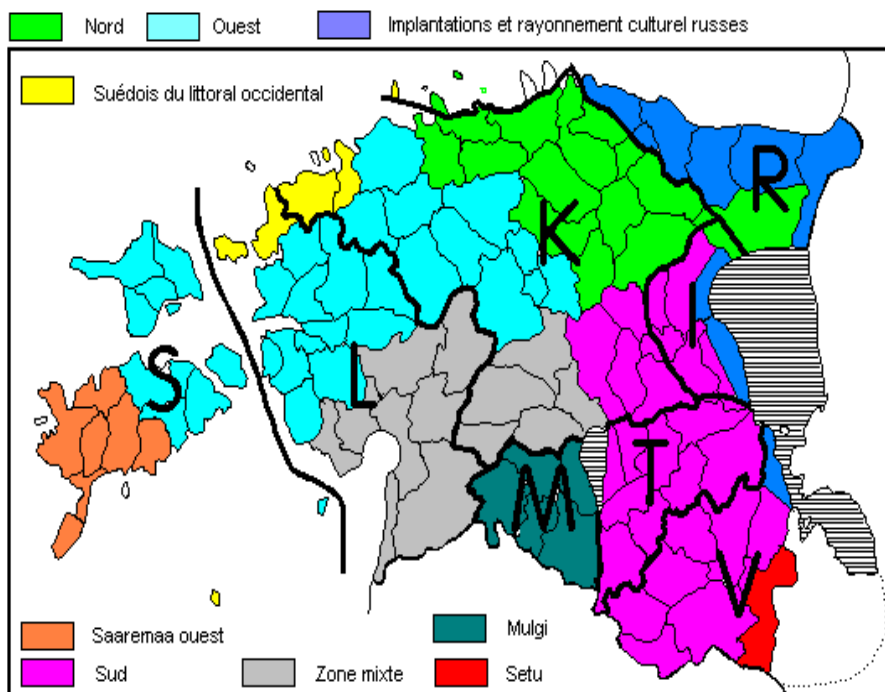 Nord Ouest Implantations et rayonnement culturel russes
Suédois du littoral occidental
R
K
I
S L
T
M
V
Saaremaa ouest Mulgi
Sud Zone mixte Setu